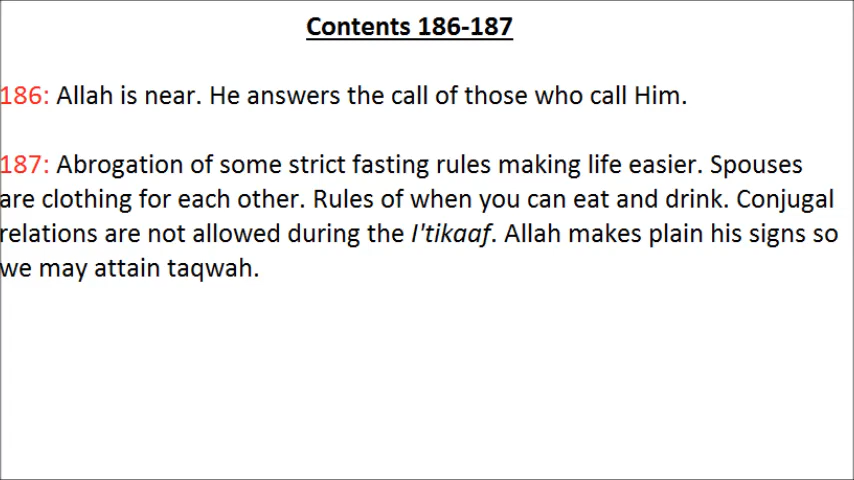 Contents 186-187
186: Allah is near. He answers the call of those who call Him.
187: Abrogation of some strict fasting rules making life easier. Spouses
are clothing for each other. Rules of when you can eat and drink. Conjugal
relations are not allowed during the I'tikaaf. Allah makes plain his signs so
we may attain taqwah.